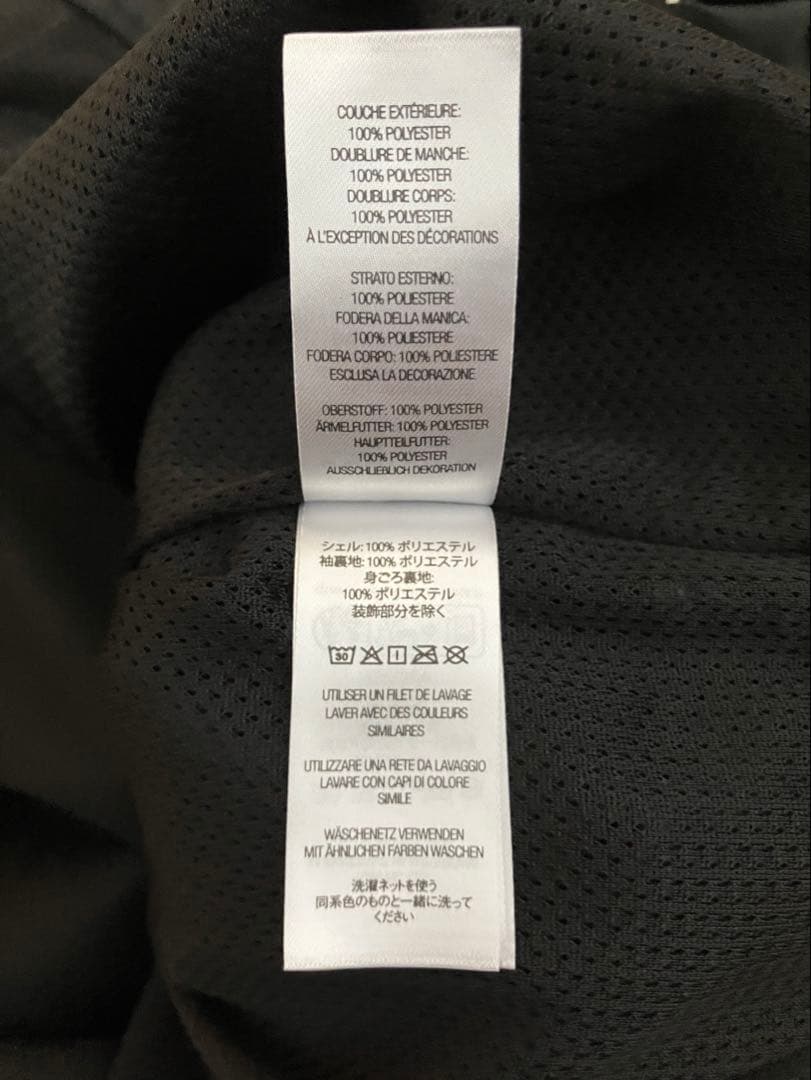 COUCHE EXTÉRIEURE:
100% POLYESTER
DOUBLURE DE MANCHE:
100% POLYESTER
DOUBLURE CORPS:
100% POLYESTER
À L'EXCEPTION DES DÉCORATIONS
STRATO ESTERNO:
100% POLIESTERE
FODERA DELLA MANICA:
100% POLIESTERE
FODERA CORPO: 100% POLIESTERE
ESCLUSA LA DECORAZIONE
OBERSTOFF: 100% POLYESTER
ÄRMELFUTTER: 100% POLYESTER
HAUPTTEILFUTTER:
100% POLYESTER
AUSSCHLIEBLICH DEKORATION
シェル: 100% ポリエステル
袖裏地: 100% ポリエステル
身ごろ裏地:
100% ポリエステル
装飾部分を除く
30
UTILISER UN FILET DE LAVAGE
LAVER AVEC DES COULEURS
SIMILAIRES
UTILIZZARE UNA RETE DA LAVAGGIO
LAVARE CON CAPI DI COLORE
SIMILE
WÄSCHENETZ VERWENDEN
MIT ÄHNLICHEN FARBEN WASCHEN
洗濯ネットを使う
同系色のものと一緒に洗って
ください